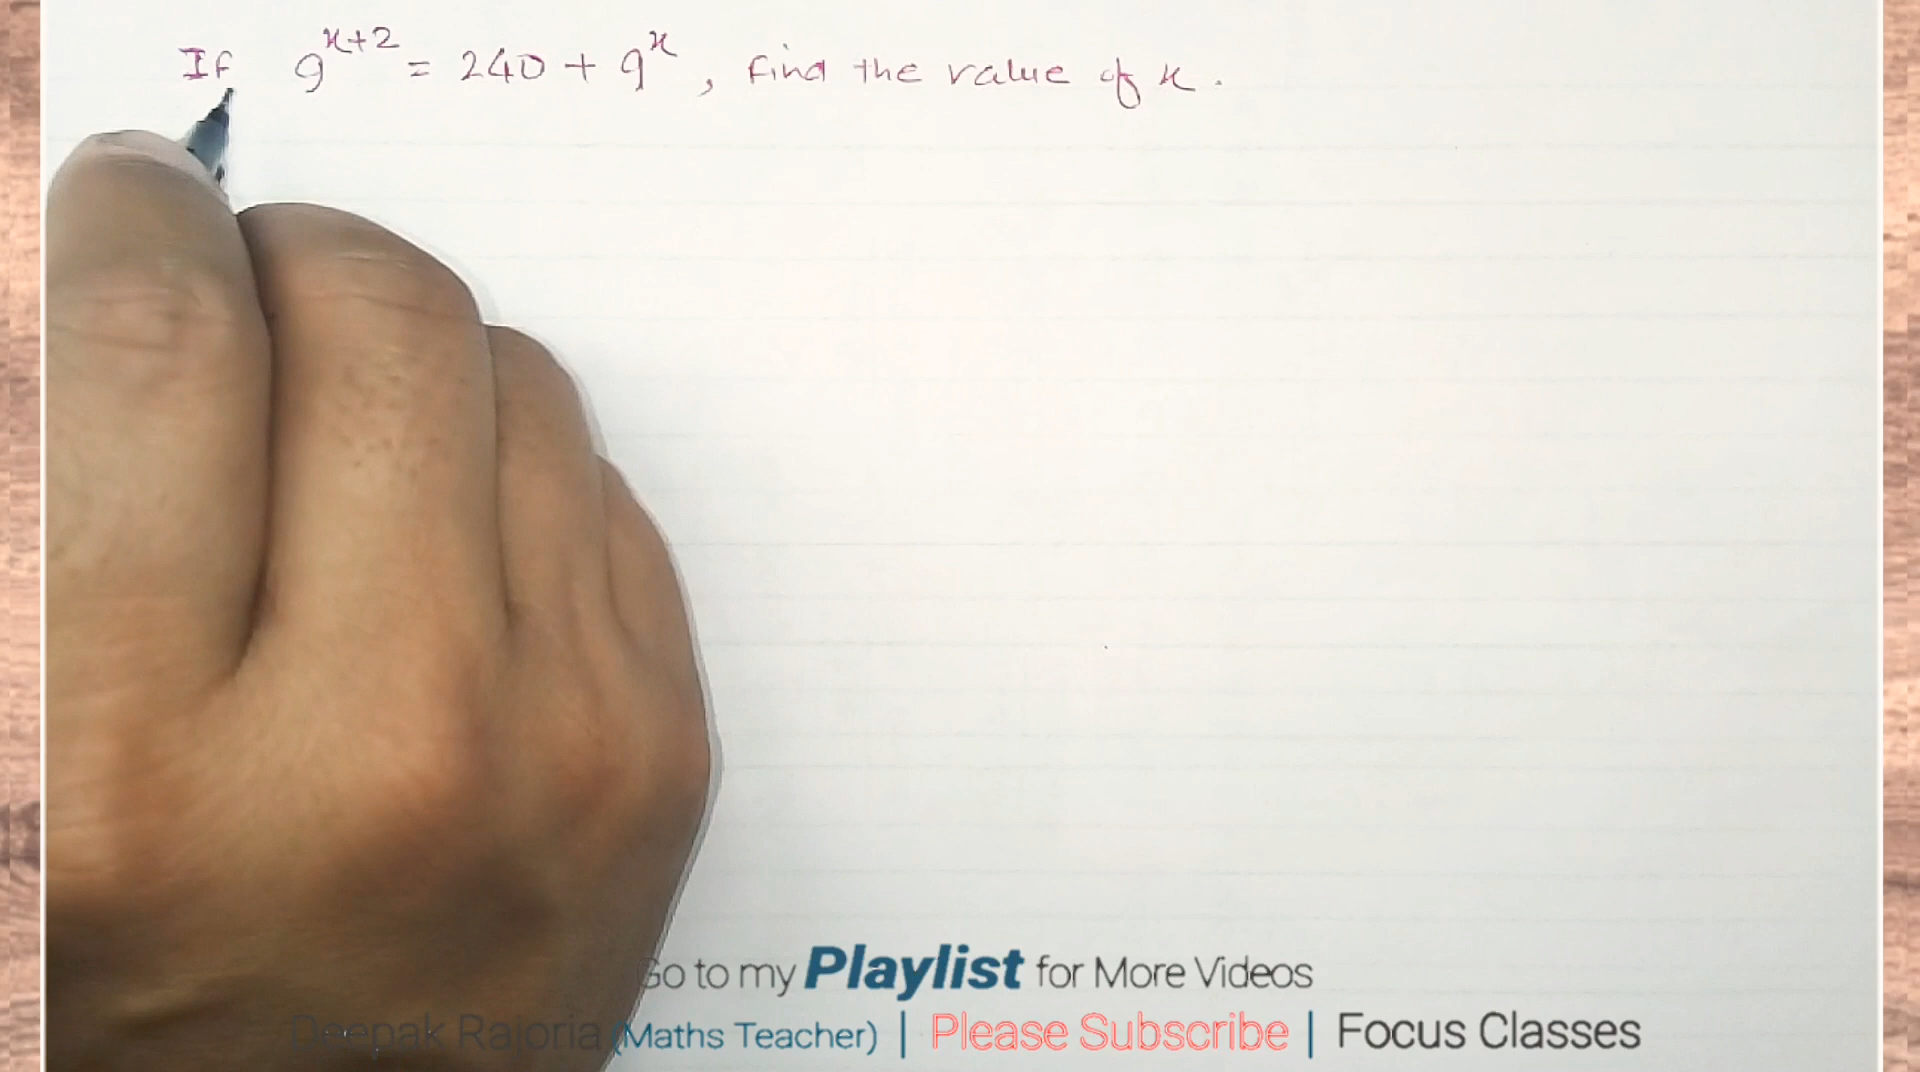 If 9^{x+2} = 240 + 9^x, find the value of x.
Go to my Playlist for More Videos
Deepak Rajoria (Maths Teacher) | Please Subscribe | Focus Classes